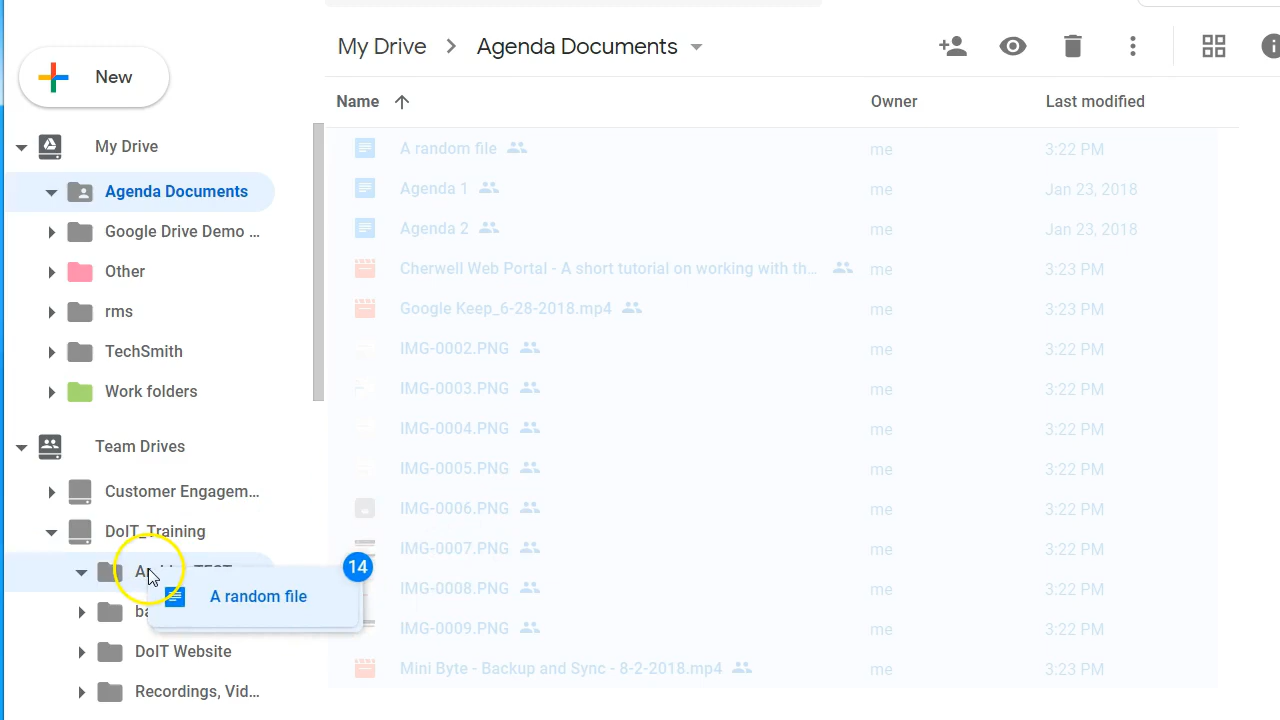 My Drive > Agenda Documents
New
Name
Owner
Last modified
My Drive
Agenda Documents
Google Drive Demo ...
Other
rms
TechSmith
Work folders
Team Drives
Customer Engagem...
DoIT_Training
DoIT Website
Recordings, Vid...
A random file me 3:22 PM
Agenda 1 me Jan 23, 2018
Agenda 2 me Jan 23, 2018
Cherwell Web Portal - A short tutorial on working with th... me 3:23 PM
Google Keep_6-28-2018.mp4 me 3:23 PM
IMG-0002.PNG me 3:22 PM
IMG-0003.PNG me 3:22 PM
IMG-0004.PNG me 3:22 PM
IMG-0005.PNG me 3:22 PM
IMG-0006.PNG me 3:22 PM
IMG-0007.PNG me 3:22 PM
IMG-0008.PNG me 3:22 PM
IMG-0009.PNG me 3:22 PM
Mini Byte - Backup and Sync - 8-2-2018.mp4 me 3:23 PM
14
A random file